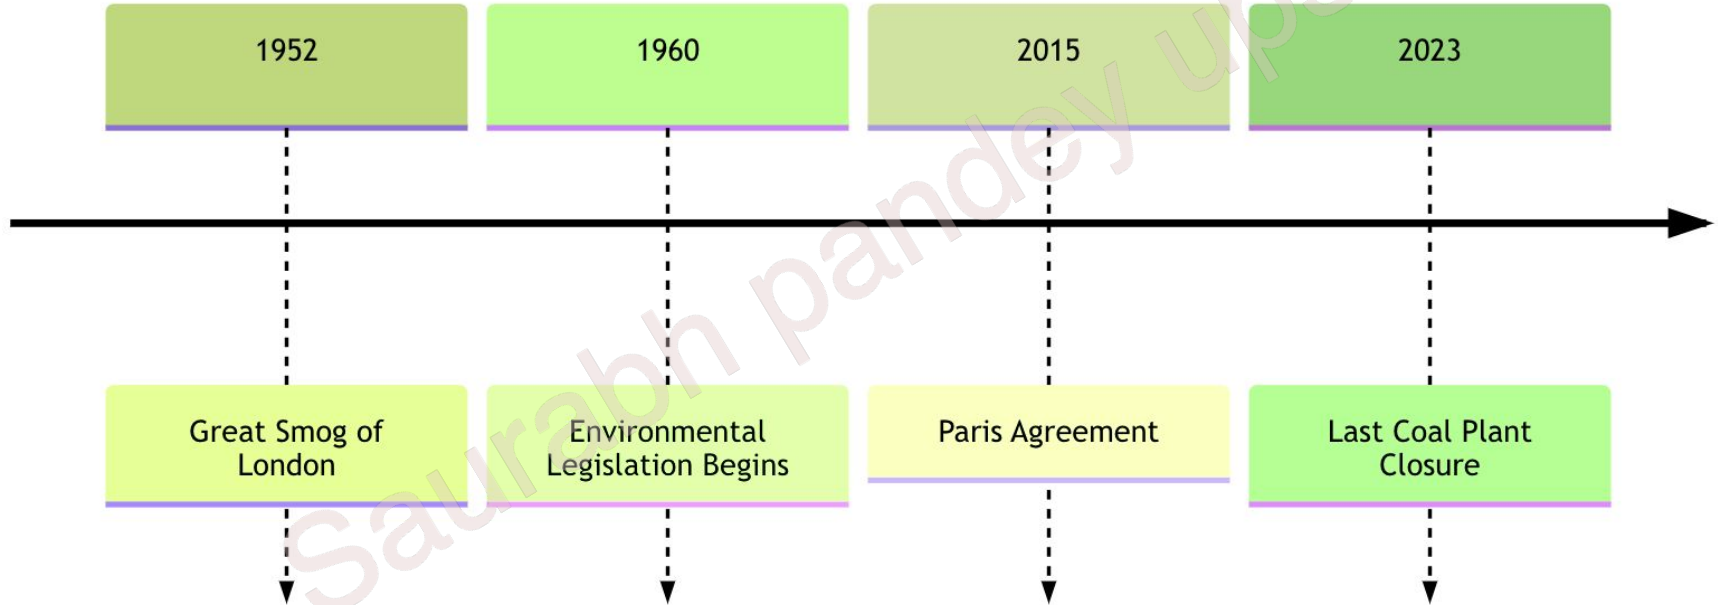 1952
1960
2015
2023
Great Smog of
London
Environmental
Legislation Begins
Paris Agreement
Last Coal Plant
Closure
Saurabh pandey ups